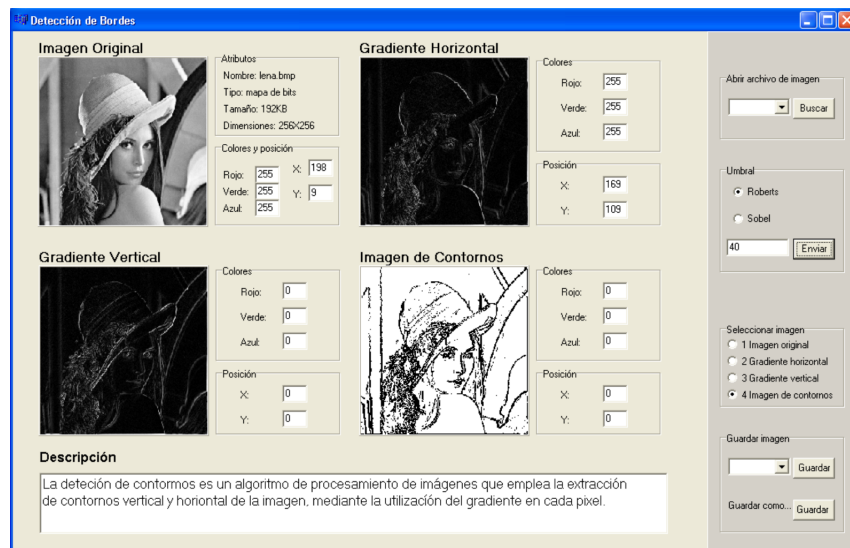 Detección de Bordes
Imagen Original
Atributos
Nombre: lena.bmp
Tipo: mapa de bits
Tamaño: 192KB
Dimensiones: 256X256
Colores y posición
Rojo: 255 X: 198
Verde: 255 Y: 9
Azul: 255
Gradiente Horizontal
Colores
Rojo: 255
Verde: 255
Azul: 255
Posición
X: 169
Y: 109
Gradiente Vertical
Colores
Rojo: 0
Verde: 0
Azul: 0
Posición
X: 0
Y: 0
Imagen de Contornos
Colores
Rojo: 0
Verde: 0
Azul: 0
Posición
X: 0
Y: 0
Descripción
La deteción de contormos es un algoritmo de procesamiento de imágenes que emplea la extracción
de contornos vertical y horiontal de la imagen, mediante la utilizacíón del gradiente en cada pixel.
Abrir archivo de imagen
Buscar
Umbral
Roberts
Sobel
40 Enviar
Seleccionar imagen
1 Imagen original
2 Gradiente horizontal
3 Gradiente vertical
4 Imagen de contornos
Guardar imagen
Guardar
Guardar como... Guardar